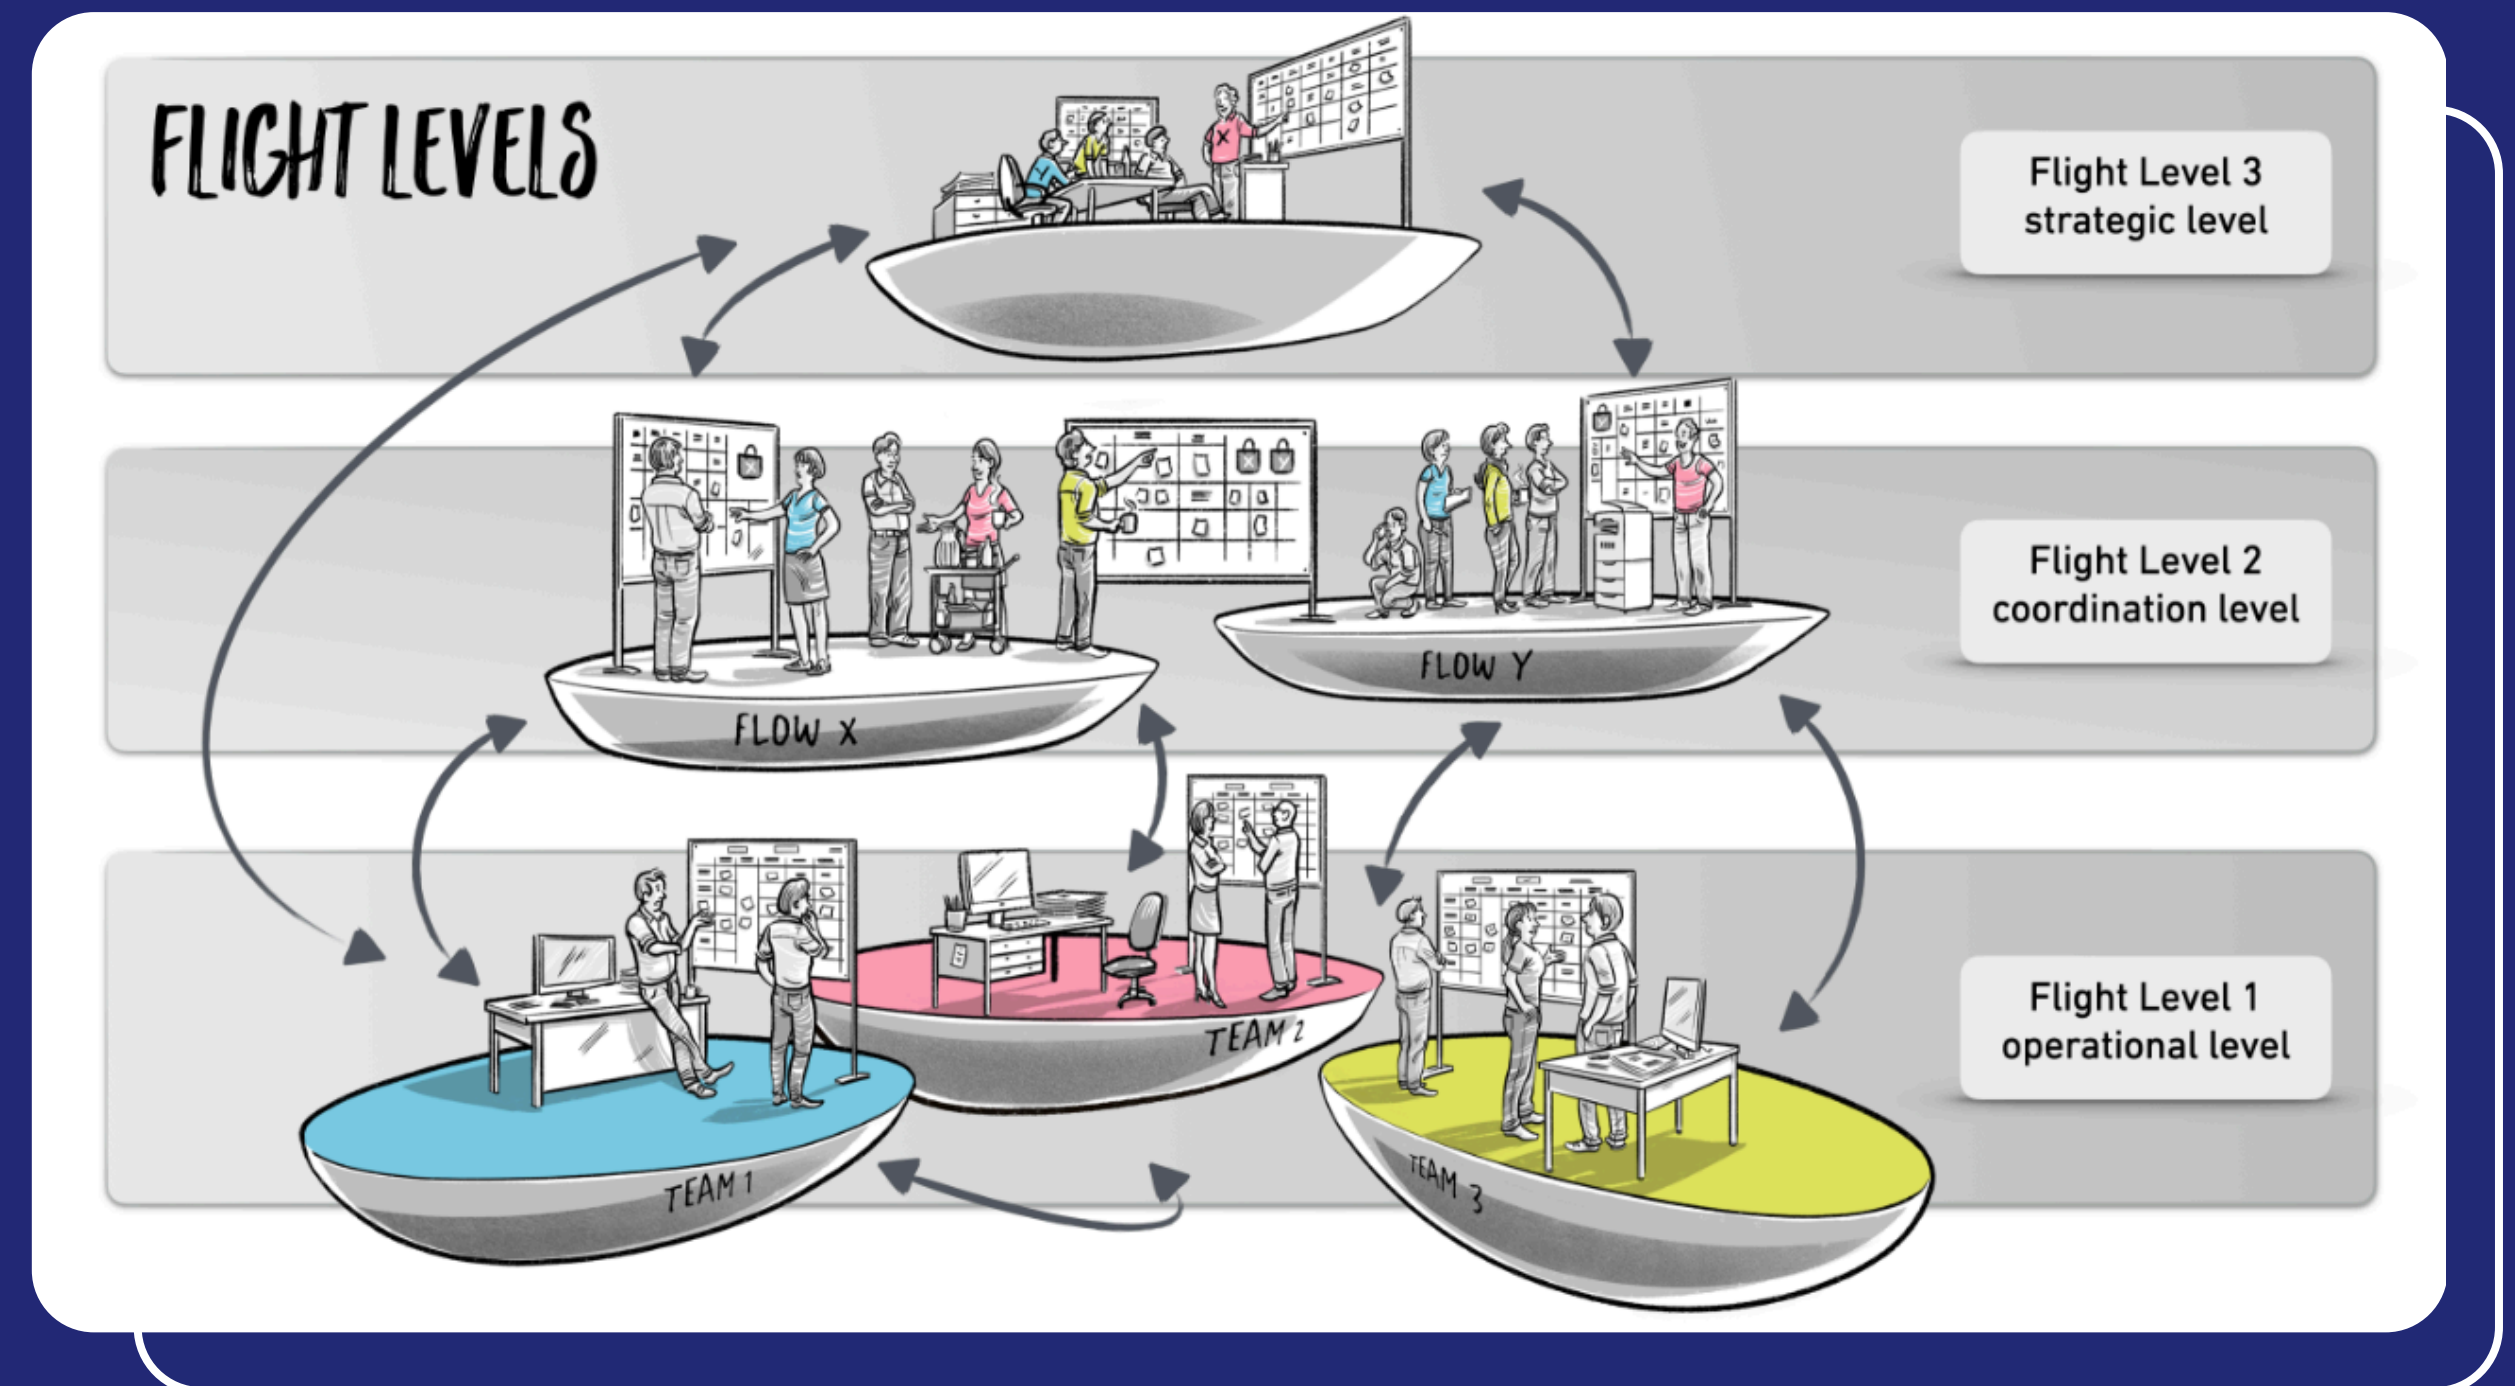 FLIGHT LEVELS
X
Y
Flight Level 3
strategic level
X
X Y
Flight Level 2
coordination level
FLOW Y
FLOW X
Flight Level 1
operational level
TEAM 2
TEAM 1
TEAM 3